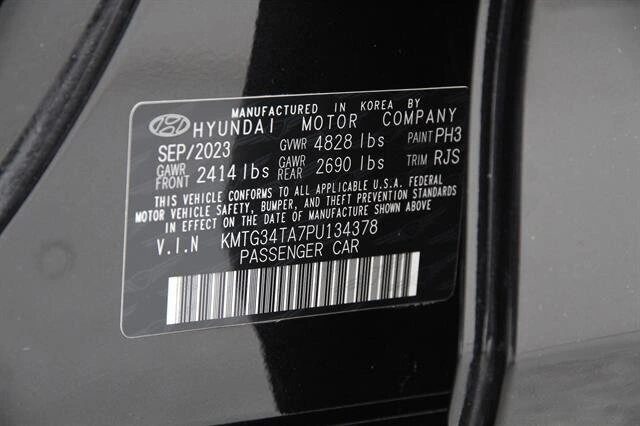 MANUFACTURED IN KOREA BY
HYUNDAI MOTOR COMPANY
SEP/2023 GVWR 4828 lbs PAINT PH3
GAWR FRONT 2414 lbs GAWR REAR 2690 lbs TRIM RJS
THIS VEHICLE CONFORMS TO ALL APPLICABLE U.S.A. FEDERAL
MOTOR VEHICLE SAFETY, BUMPER, AND THEFT PREVENTION STANDARDS
IN EFFECT ON THE DATE OF MANUFACTURE SHOWN ABOVE.
V.I.N KMTG34TA7PU134378
PASSENGER CAR